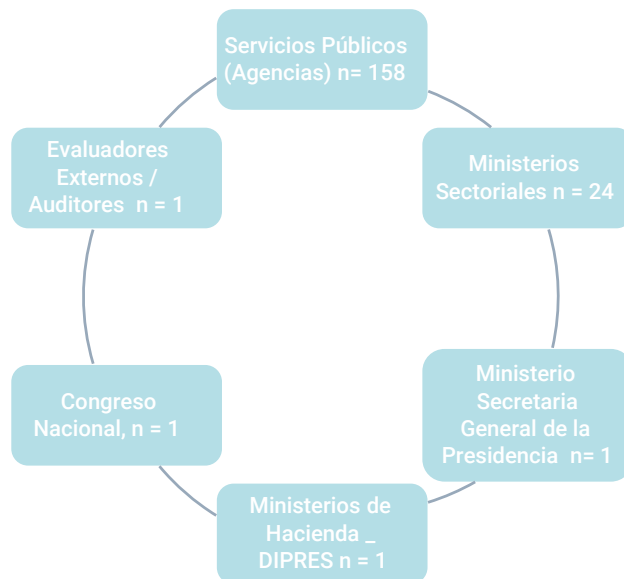 Servicios Públicos
(Agencias) n= 158
Ministerios
Sectoriales n = 24
Ministerio
Secretaria
General de la
Presidencia n= 1
Ministerios de
Hacienda _
DIPRES n = 1
Congreso
Nacional, n = 1
Evaluadores
Externos /
Auditores n = 1